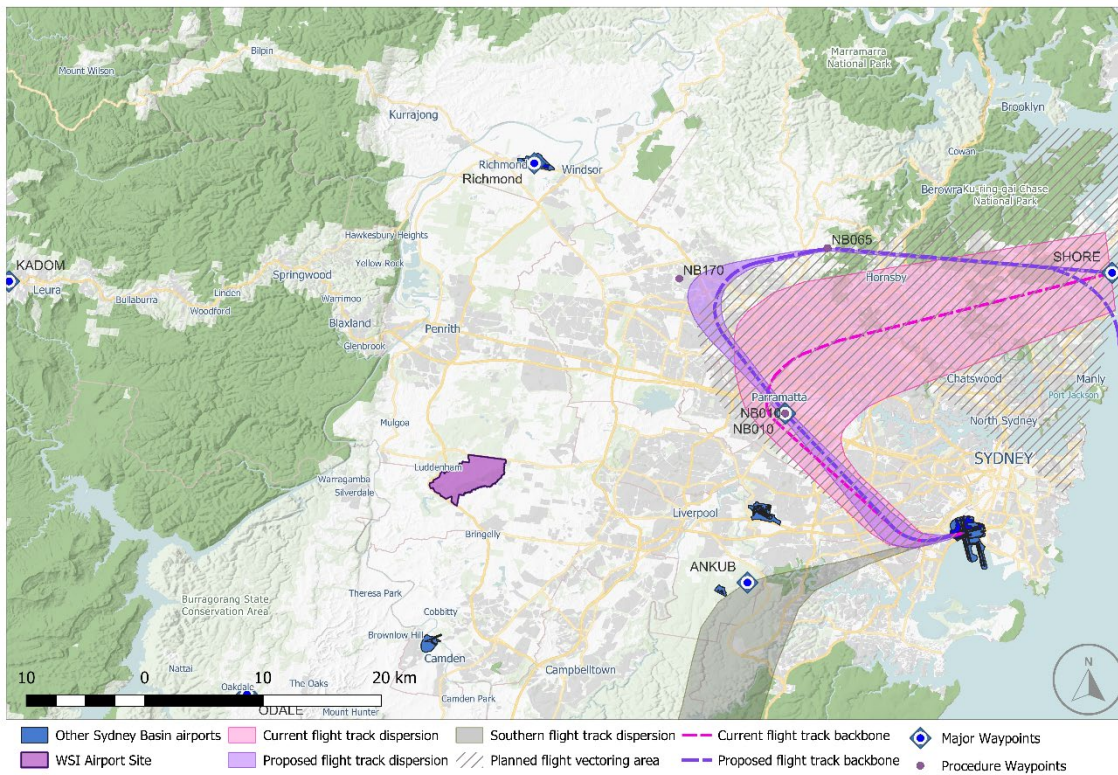 Bilpin
Mount Wilson
Marramarra
National Park
Brooklyn
Kurrajong
Cowan
Richmond
Windsor
Richmond
Berowra
Ku-ring-gai Chase
National Park
Hawkesbury Heights
NB065
SHORE
KADOM
Springwood
Yellow Rock
NB170
Hornsby
Leura
Linden
Bullaburra
Woodford
Warrimoo
Blaxland
Penrith
Glenbrook
Chatswood
Manly
Port Jackson
Parramatta
NB010
NB010
North Sydney
Mulgoa
SYDNEY
Luddenham
Warragamba
Silverdale
Liverpool
Bringelly
ANKUB
Theresa Park
Burragorang State
Conservation Area
Cobbitty
Brownlow Hill
Camden
Campbelltown
Nattai
Oakdale
The Oaks
Camden Park
ODALE
Mount Hunter
10 0 10 20 km
N
Other Sydney Basin airports
Current flight track dispersion
Southern flight track dispersion
Current flight track backbone
Major Waypoints
WSI Airport Site
Proposed flight track dispersion
Planned flight vectoring area
Proposed flight track backbone
Procedure Waypoints